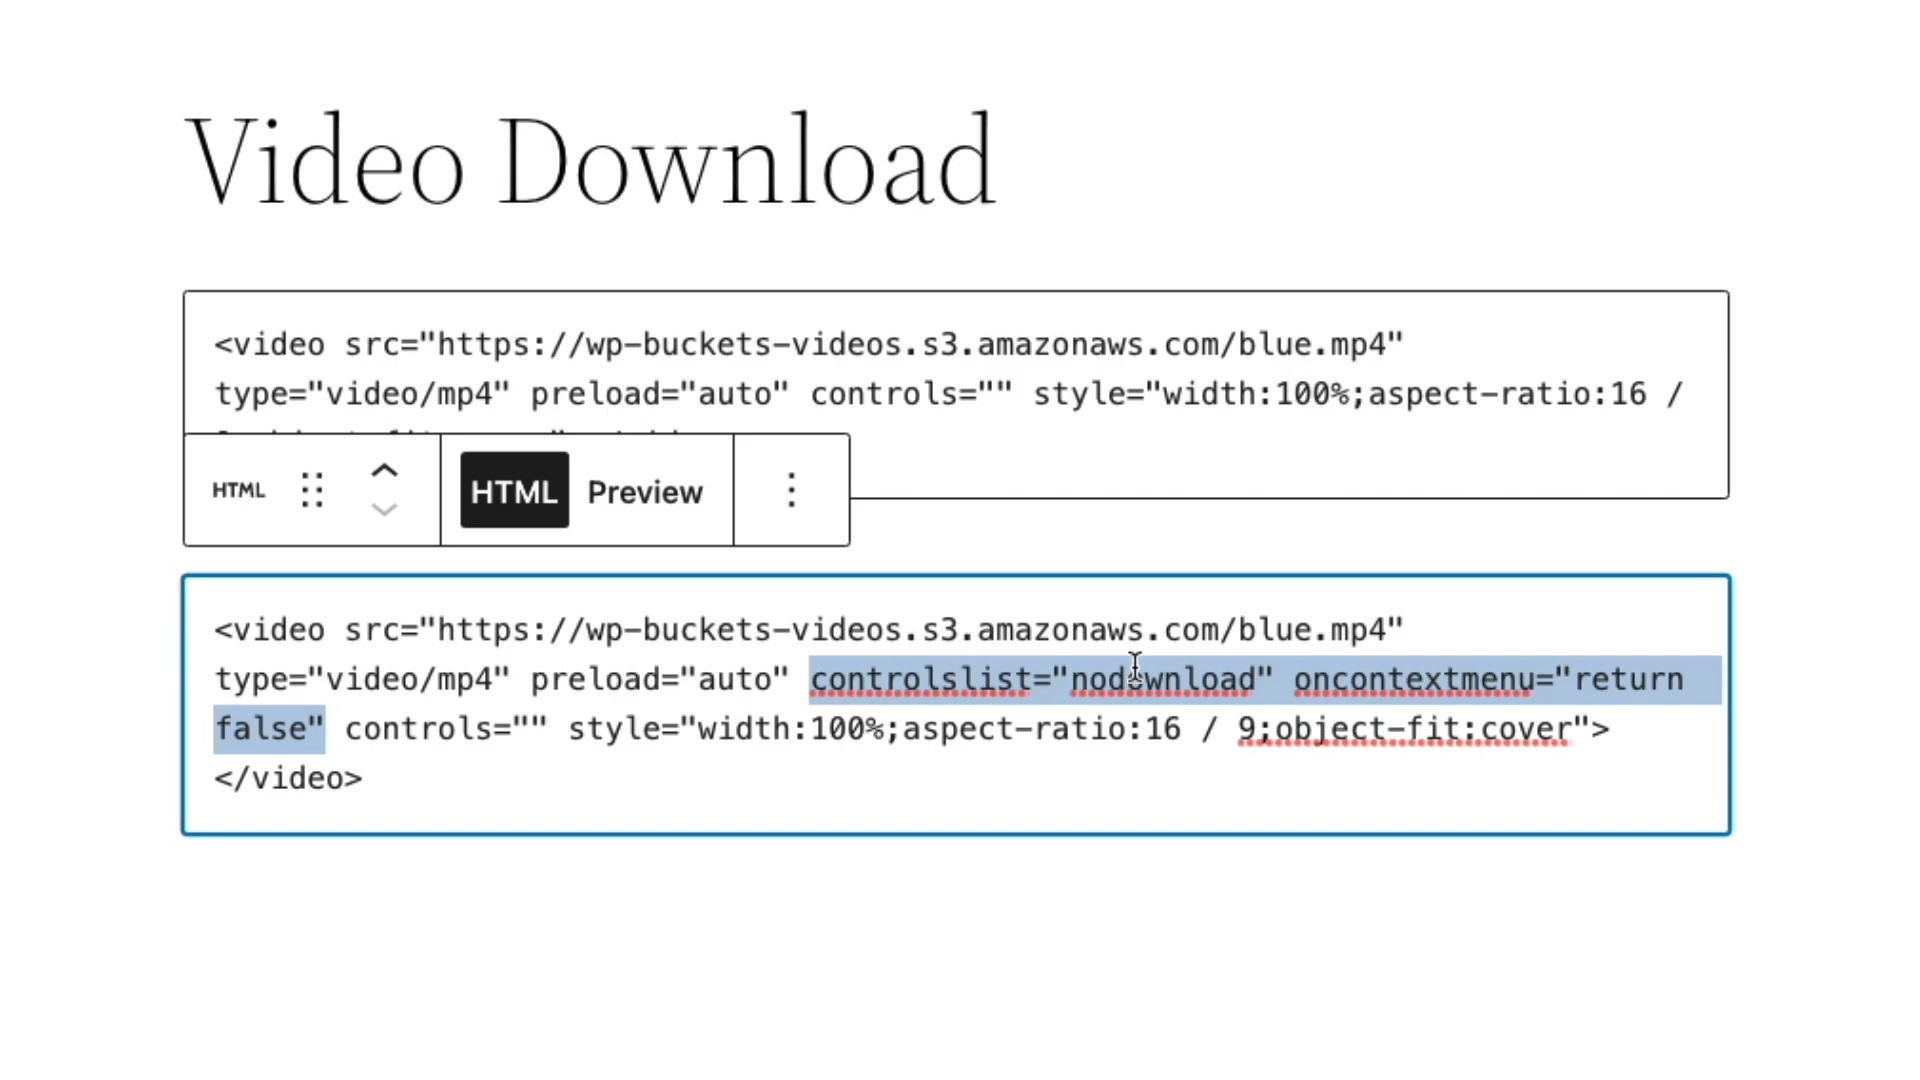 Video Download
<video src="https://wp-buckets-videos.s3.amazonaws.com/blue.mp4"
type="video/mp4" preload="auto" controls="" style="width:100%;aspect-ratio:16 /
HTML HTML Preview
<video src="https://wp-buckets-videos.s3.amazonaws.com/blue.mp4"
type="video/mp4" preload="auto" controlslist="nodownload" oncontextmenu="return
false" controls="" style="width:100%;aspect-ratio:16 / 9;object-fit:cover">
</video>